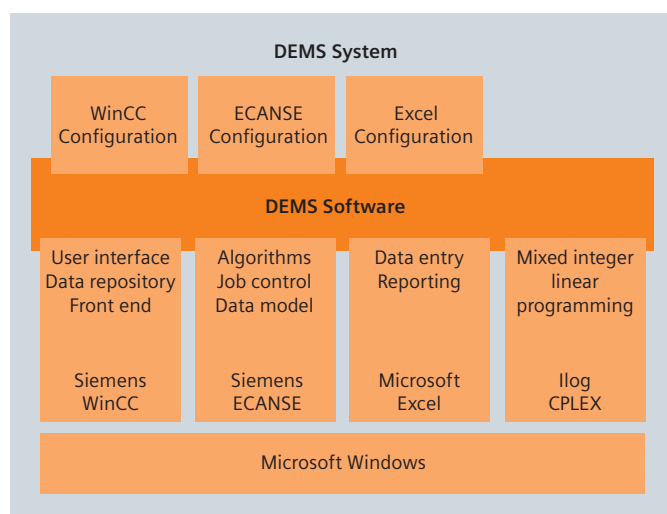 DEMS System
WinCC
Configuration
ECANSE
Configuration
Excel
Configuration
DEMS Software
User interface
Data repository
Front end
Siemens
WinCC
Algorithms
Job control
Data model
Siemens
ECANSE
Data entry
Reporting
Microsoft
Excel
Mixed integer
linear
programming
Ilog
CPLEX
Microsoft Windows